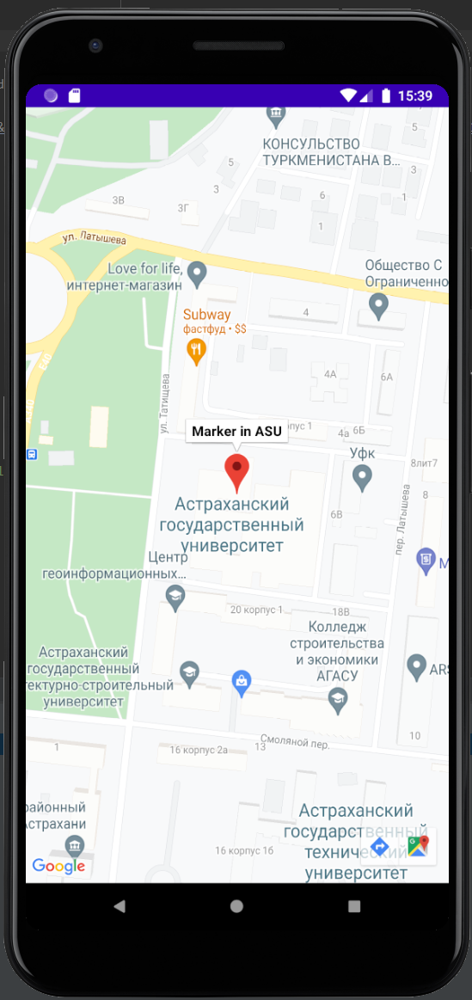 15:39
КОНСУЛЬСТВО
ТУРКМЕНИСТАНА В...
5
5
3
3
6
1
1
3В
3Г
ул. Латышева
Love for life,
интернет-магазин
Общество С
Ограниченно
Subway
фастфуд • $$
4
4А
6А
E40
ул. Татищева
Marker in ASU
рпус 1
4а
6Б
Уфк
8лит7
8
Астраханский
государственный
университет
6В
пер. Латышева
Центр
геоинформационных...
М
20 корпус 1
18В
Колледж
строительства
и экономики
АГАСУ
Астраханский
государственный
тектурно-строительный
университет
ARS
10
Смоляной пер.
13
1
16 корпус 2а
районный
Астрахани
16 корпус 16
Астраханский
государственный
технический
университет
Google